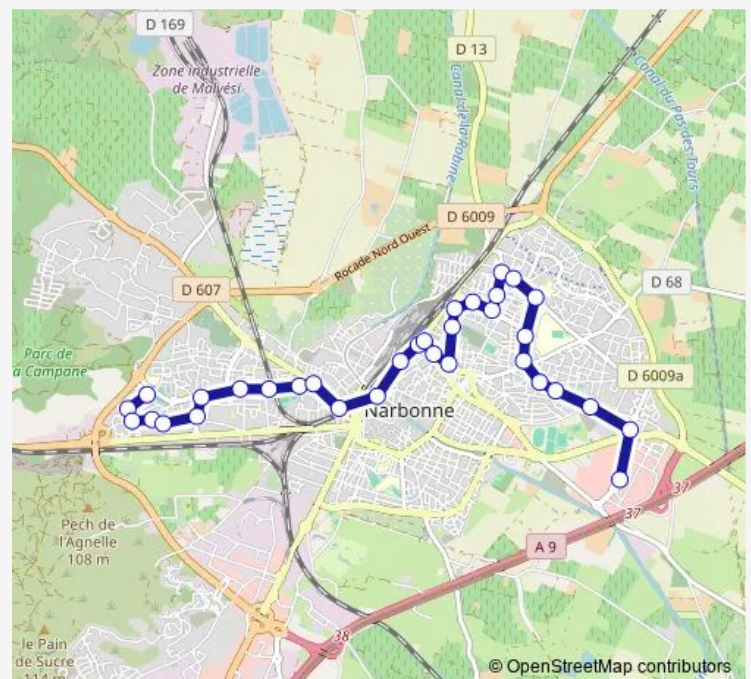 D 169
Zone industrielle
de Malvési
D 13
Canal de la Robine
Canal du Pas des Tours
D 6009
Rocade Nord Ouest
D 607
D 68
Parc de
a Campane
D 6009a
Narbonne
37
37
Pech de
l'Agnelle
108 m
A 9
38
le Pain
de Sucre
114 m
© OpenStreetMap contributors